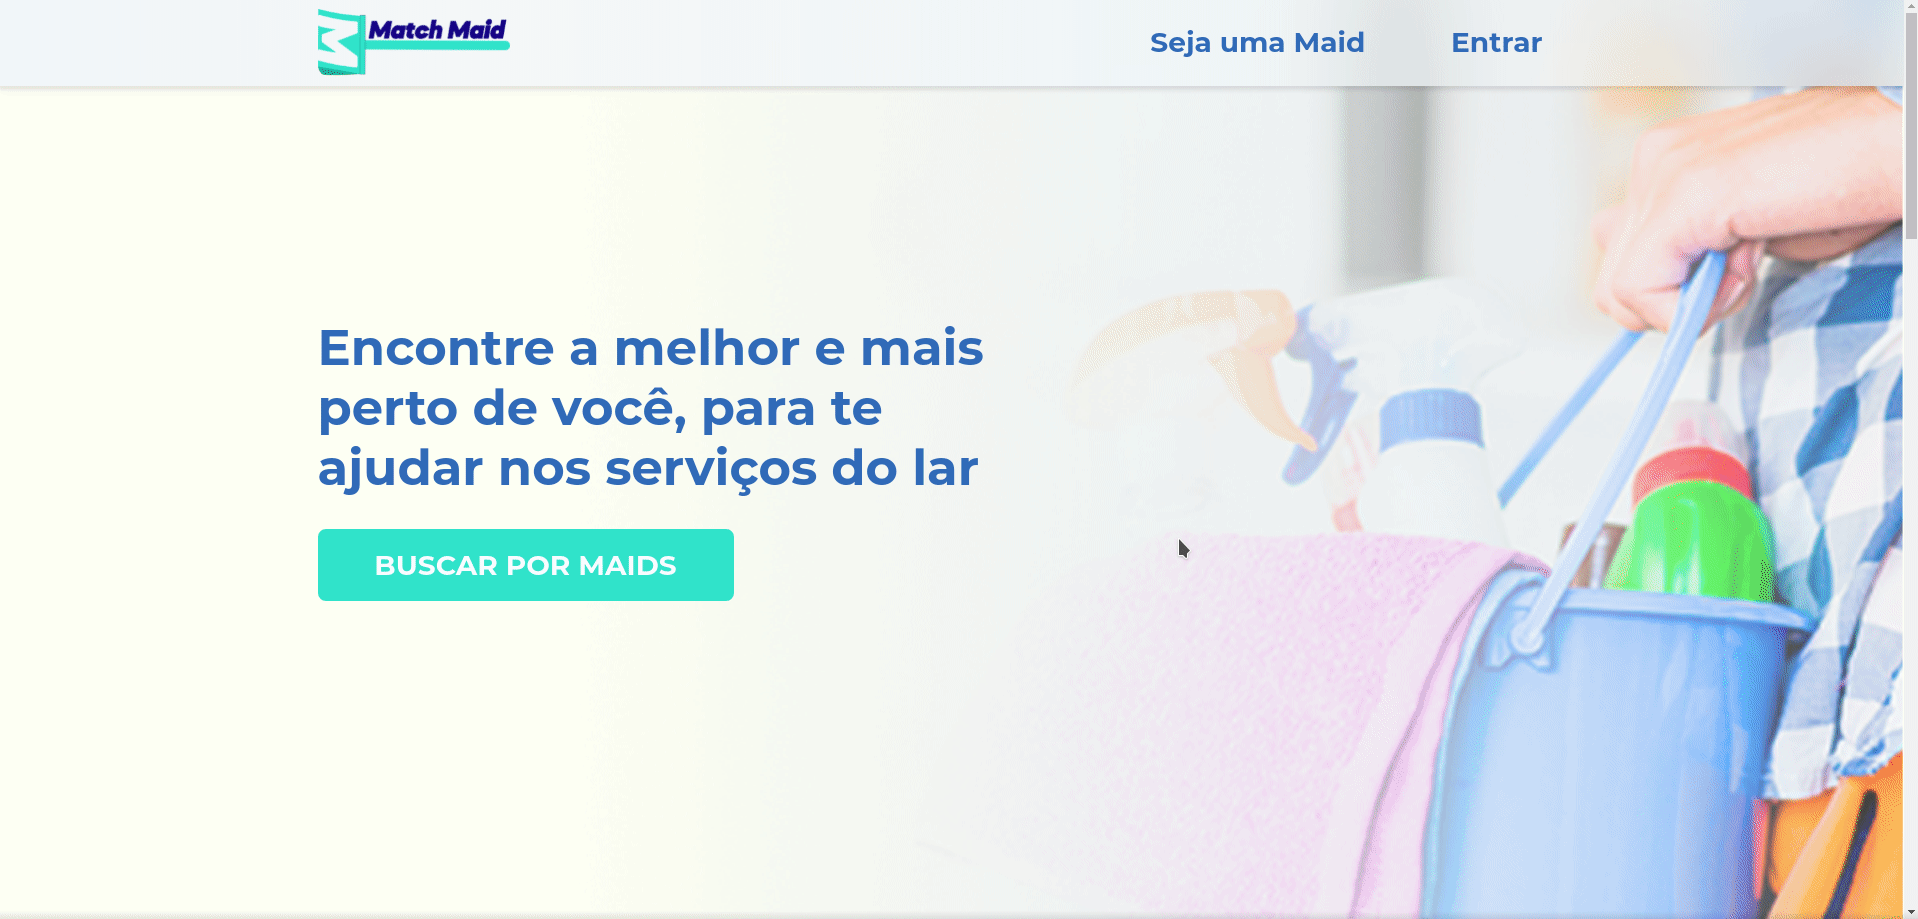 Match Maid
Seja uma Maid
Entrar
Encontre a melhor e mais
perto de você, para te
ajudar nos serviços do lar
BUSCAR POR MAIDS